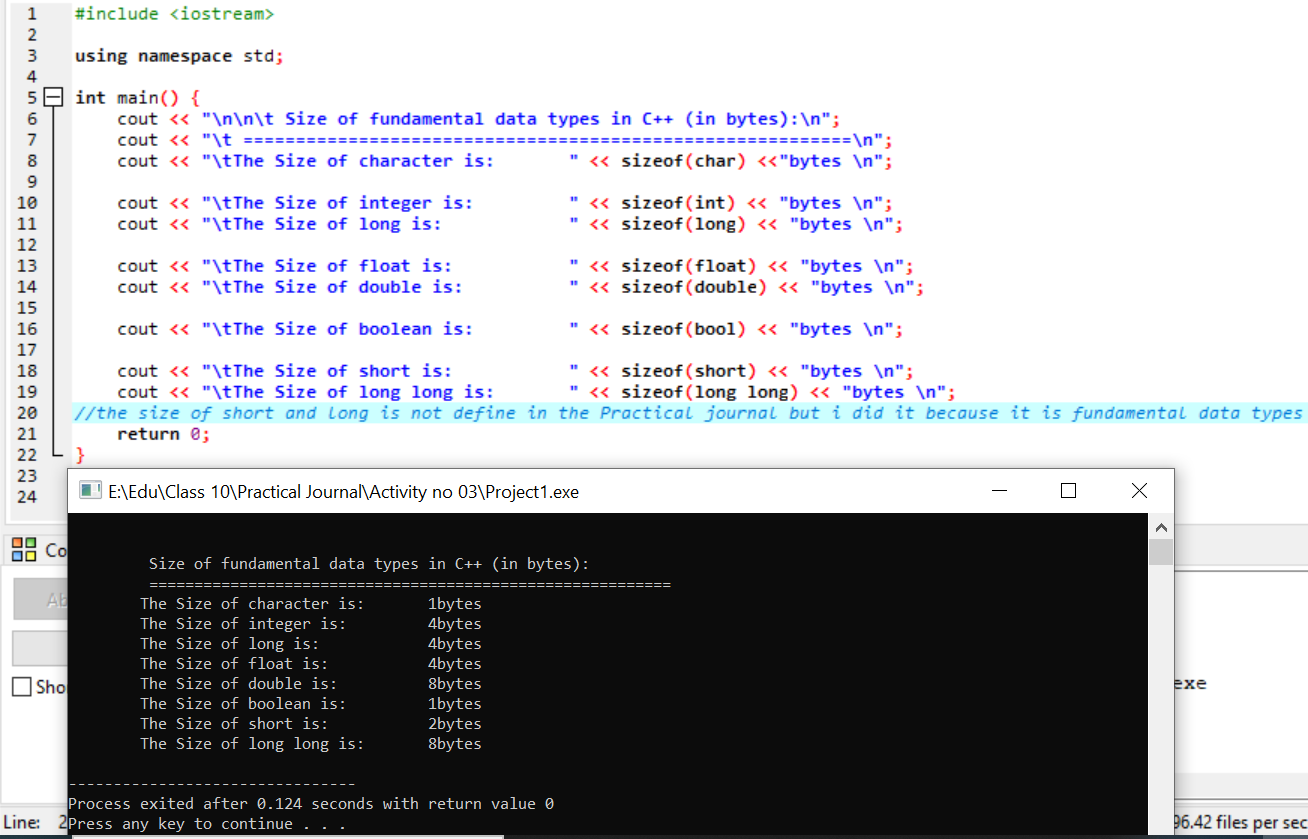 1 #include <iostream>
2
3 using namespace std;
4
5 int main() {
6 cout << "\n\n\t Size of fundamental data types in C++ (in bytes):\n";
7 cout << "\t ==========================================================\n";
8 cout << "\tThe Size of character is:       " << sizeof(char) <<"bytes \n";
9
10 cout << "\tThe Size of integer is:         " << sizeof(int) << "bytes \n";
11 cout << "\tThe Size of long is:            " << sizeof(long) << "bytes \n";
12
13 cout << "\tThe Size of float is:           " << sizeof(float) << "bytes \n";
14 cout << "\tThe Size of double is:          " << sizeof(double) << "bytes \n";
15
16 cout << "\tThe Size of boolean is:         " << sizeof(bool) << "bytes \n";
17
18 cout << "\tThe Size of short is:           " << sizeof(short) << "bytes \n";
19 cout << "\tThe Size of long long is:       " << sizeof(long long) << "bytes \n";
20 //the size of short and long is not define in the Practical journal but i did it because it is fundamental data types
21 return 0;
22 }
23
24
E:\Edu\Class 10\Practical Journal\Activity no 03\Project1.exe
Size of fundamental data types in C++ (in bytes):
==========================================================
The Size of character is:       1bytes
The Size of integer is:         4bytes
The Size of long is:            4bytes
The Size of float is:           4bytes
The Size of double is:          8bytes
The Size of boolean is:         1bytes
The Size of short is:           2bytes
The Size of long long is:       8bytes
--------------------------------
Process exited after 0.124 seconds with return value 0
Press any key to continue . . .
Co
Ab
Sho
exe
Line: 2
96.42 files per sec